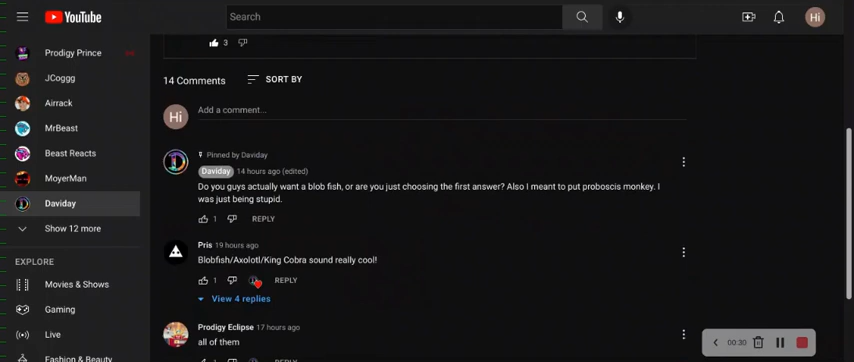 YouTube
Search
Hi
Prodigy Prince
JCoggg
Airrack
MrBeast
Beast Reacts
MoyerMan
Daviday
Show 12 more
EXPLORE
Movies & Shows
Gaming
Live
Fashion & Beauty
3
14 Comments
SORT BY
Hi
Add a comment...
Pinned by Daviday
Daviday 14 hours ago (edited)
Do you guys actually want a blob fish, or are you just choosing the first answer? Also I meant to put proboscis monkey. I
was just being stupid.
1 REPLY
Pris 19 hours ago
Blobfish/Axolotl/King Cobra sound really cool!
1 REPLY
View 4 replies
Prodigy Eclipse 17 hours ago
all of them
00:30